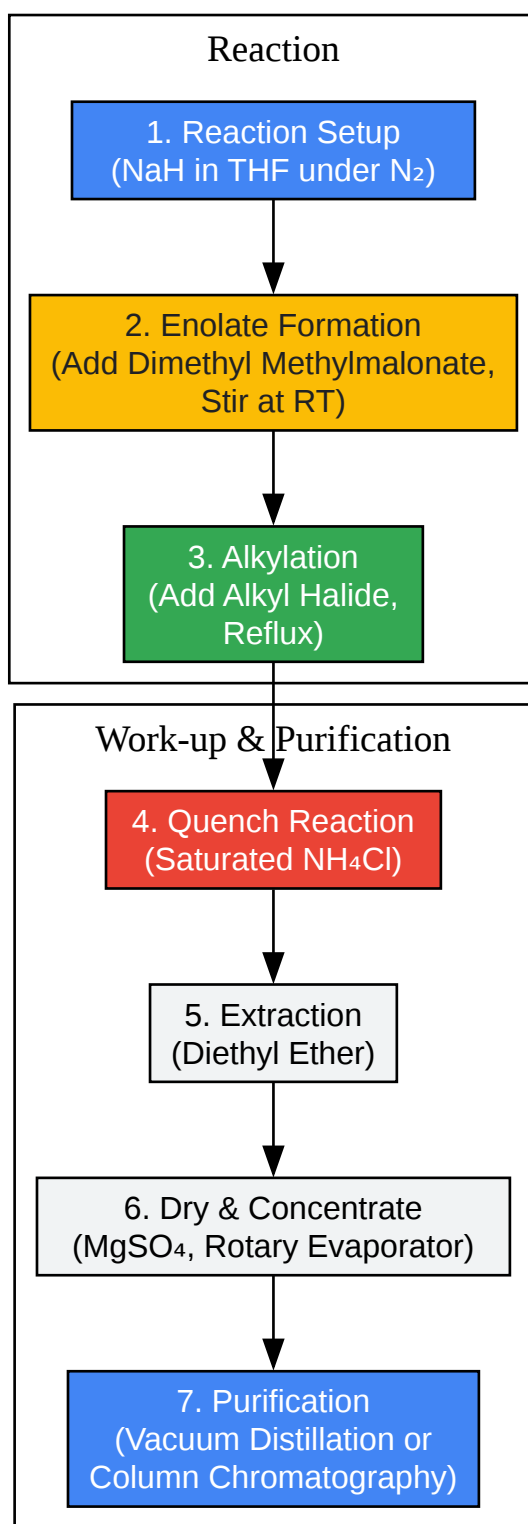 Reaction
1. Reaction Setup
(NaH in THF under N₂)
2. Enolate Formation
(Add Dimethyl Methylmalonate,
Stir at RT)
3. Alkylation
(Add Alkyl Halide,
Reflux)
Work-up & Purification
4. Quench Reaction
(Saturated NH₄Cl)
5. Extraction
(Diethyl Ether)
6. Dry & Concentrate
(MgSO₄, Rotary Evaporator)
7. Purification
(Vacuum Distillation or
Column Chromatography)